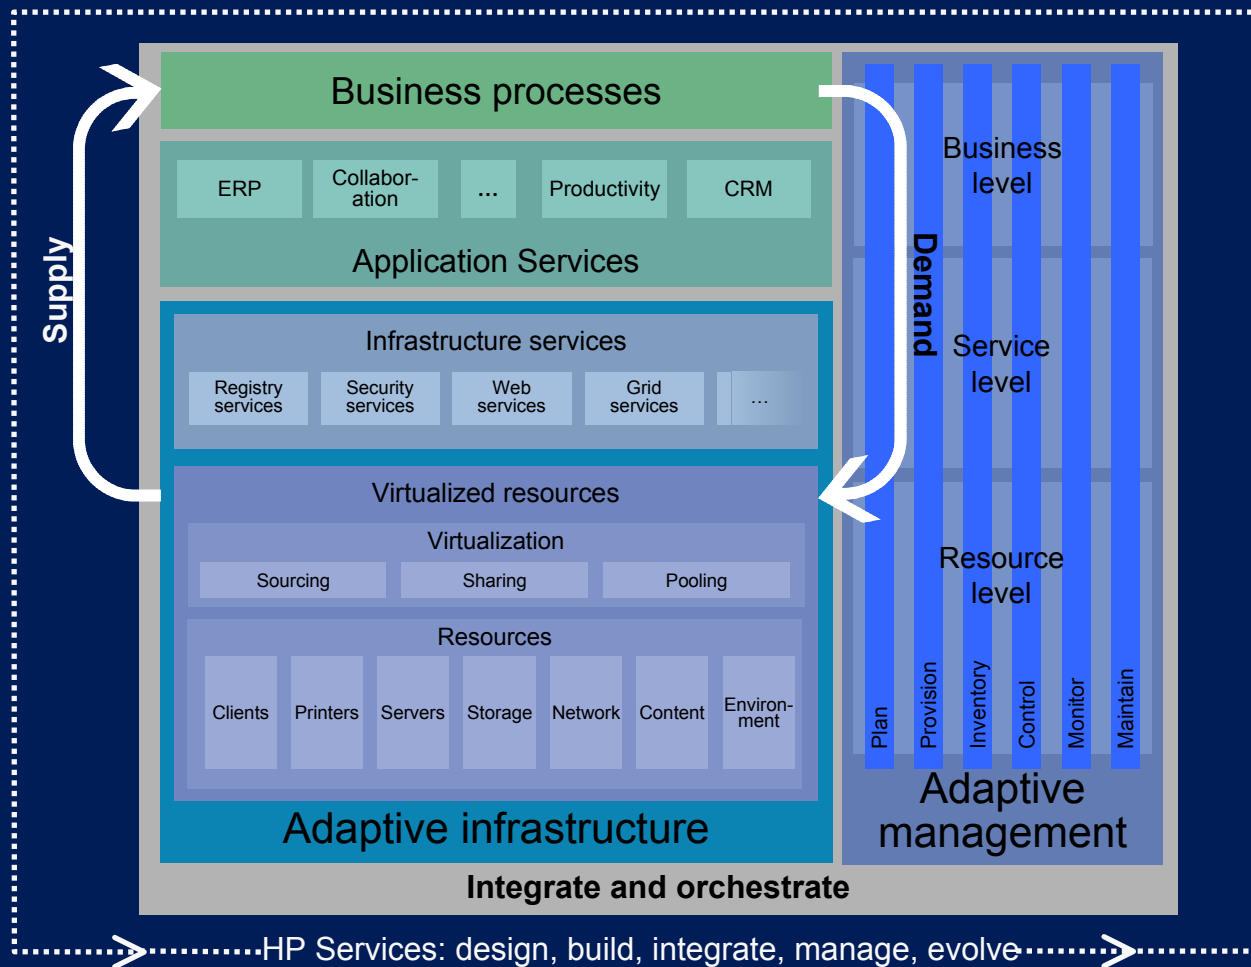 Business processes
ERP
Collabor-
ation
...
Productivity
CRM
Application Services
Supply
Demand
Infrastructure services
Registry
services
Security
services
Web
services
Grid
services
...
Virtualized resources
Virtualization
Sourcing
Sharing
Pooling
Resources
Clients
Printers
Servers
Storage
Network
Content
Environ-
ment
Adaptive infrastructure
Business
level
Service
level
Resource
level
Plan
Provision
Inventory
Control
Monitor
Maintain
Adaptive
management
Integrate and orchestrate
HP Services: design, build, integrate, manage, evolve